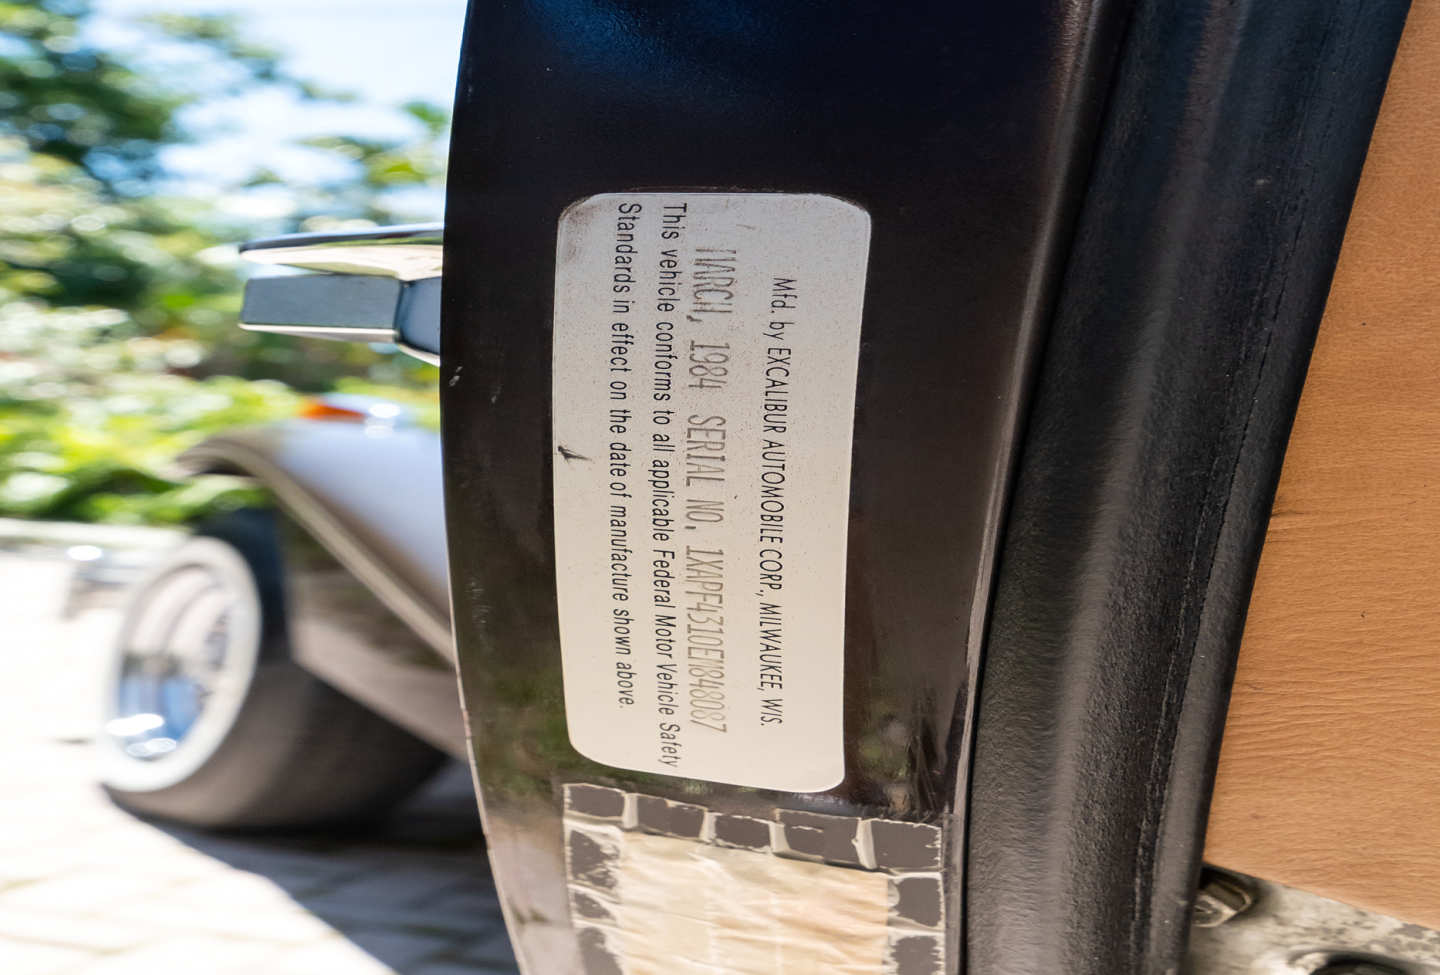 Mfd. by EXCALIBUR AUTOMOBILE CORP., MILWAUKEE, WIS.
MARCH, 1984 SERIAL NO. 1XAPF4310EM848087
This vehicle conforms to all applicable Federal Motor Vehicle Safety
Standards in effect on the date of manufacture shown above.